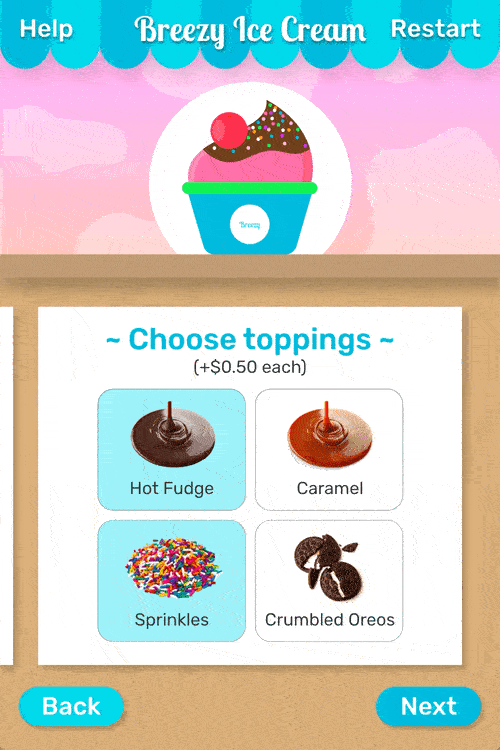 Help
Breezy Ice Cream
Restart
Breezy
~ Choose toppings ~
(+$0.50 each)
Hot Fudge
Caramel
Sprinkles
Crumbled Oreos
Back
Next